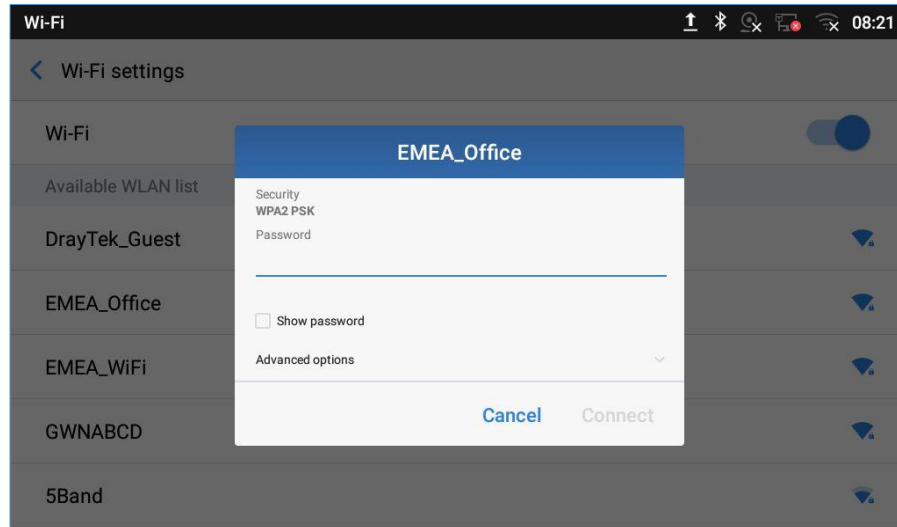 Wi-Fi 08:21
Wi-Fi settings
Wi-Fi
Available WLAN list
DrayTek_Guest
EMEA_Office
EMEA_WiFi
GWNABCD
5Band
EMEA_Office
Security
WPA2 PSK
Password
Show password
Advanced options
Cancel Connect